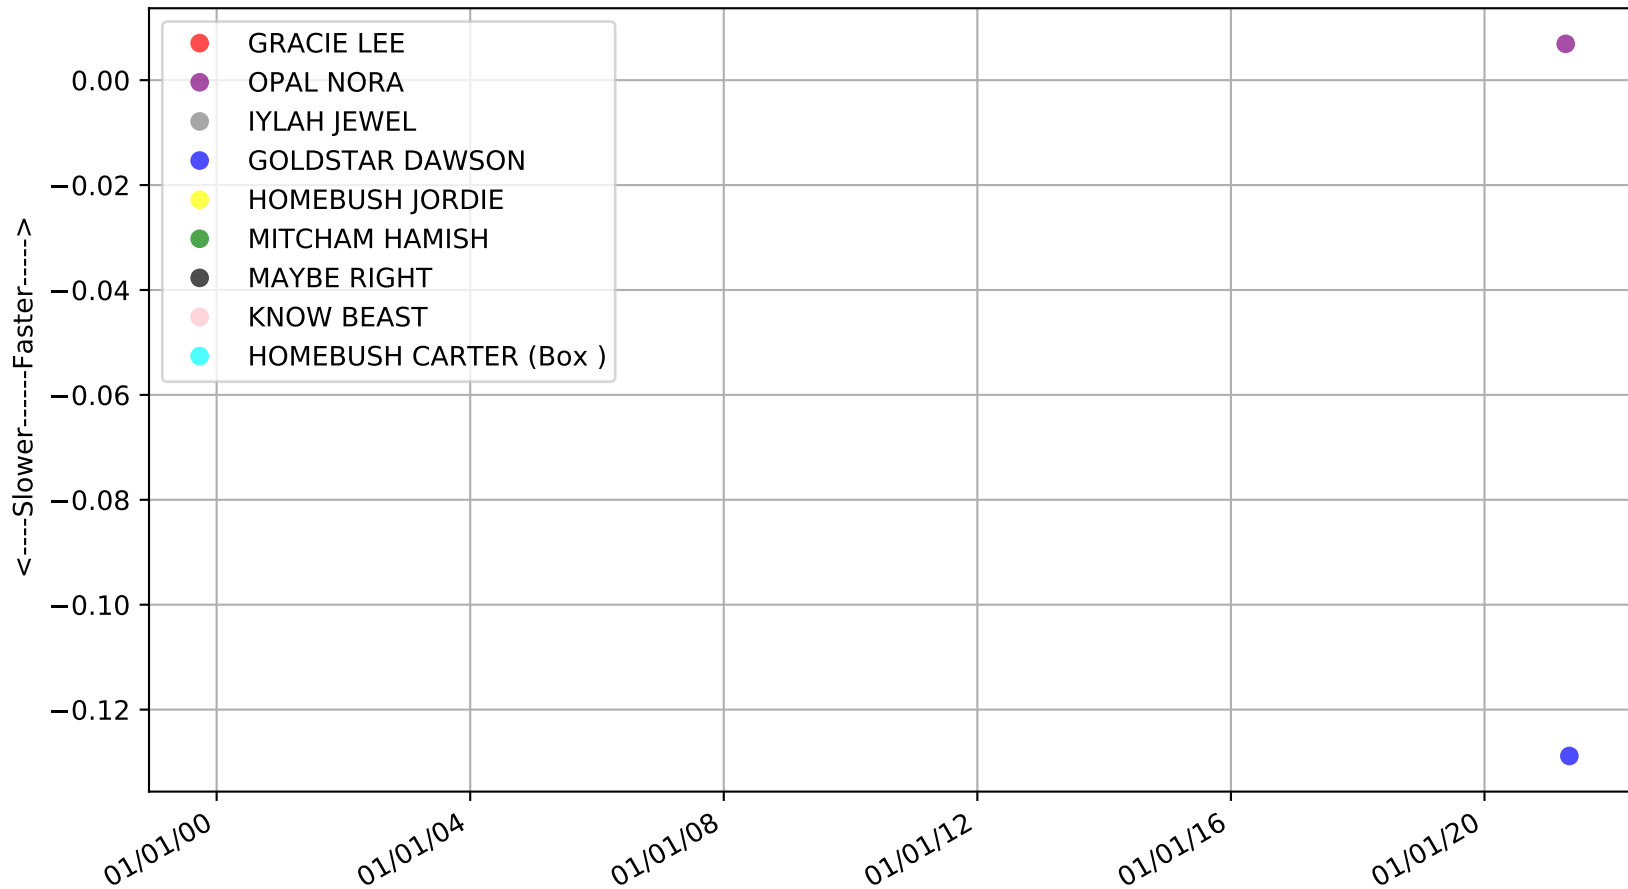 GRACIE LEE
OPAL NORA
IYLAH JEWEL
GOLDSTAR DAWSON
HOMEBUSH JORDIE
MITCHAM HAMISH
MAYBE RIGHT
KNOW BEAST
HOMEBUSH CARTER (Box )
<----Slower------Faster----->
0.00
−0.02
−0.04
−0.06
−0.08
−0.10
−0.12
01/01/00
01/01/04
01/01/08
01/01/12
01/01/16
01/01/20